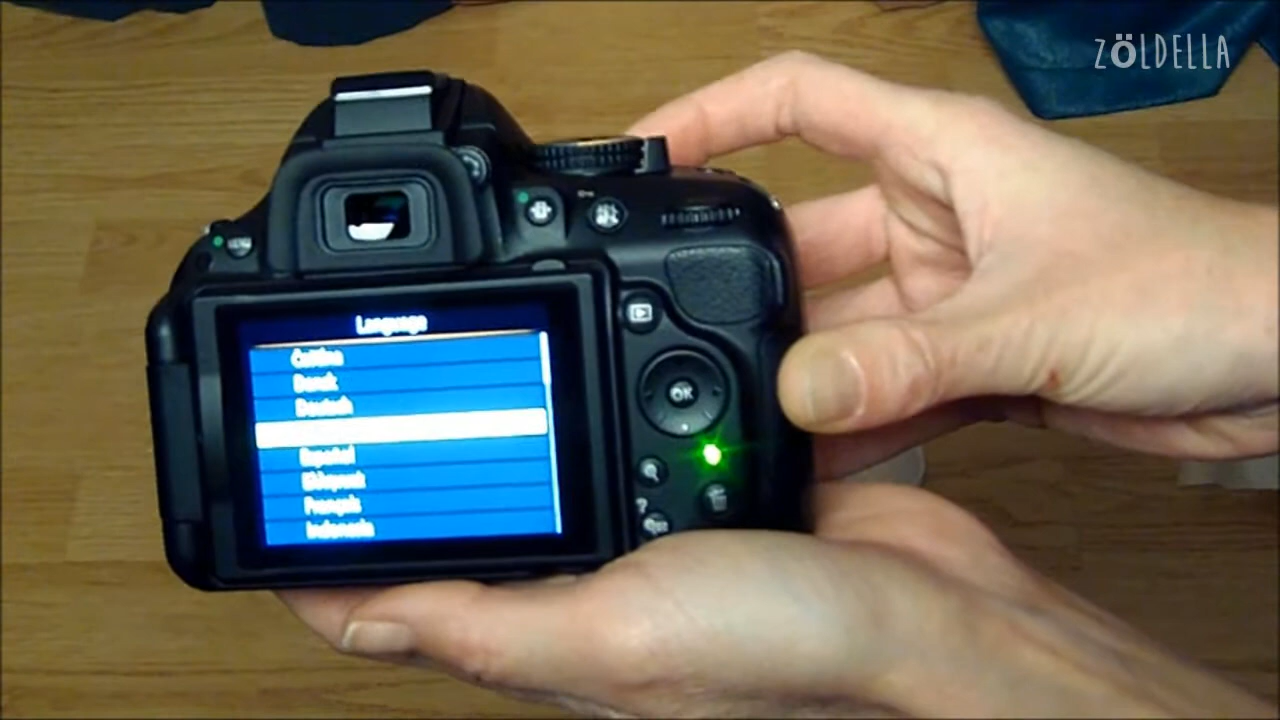 ZÖLDELLA
Language
Čeština
Dansk
Deutsch
Español
Ελληνικά
Français
Indonesia
OK
?